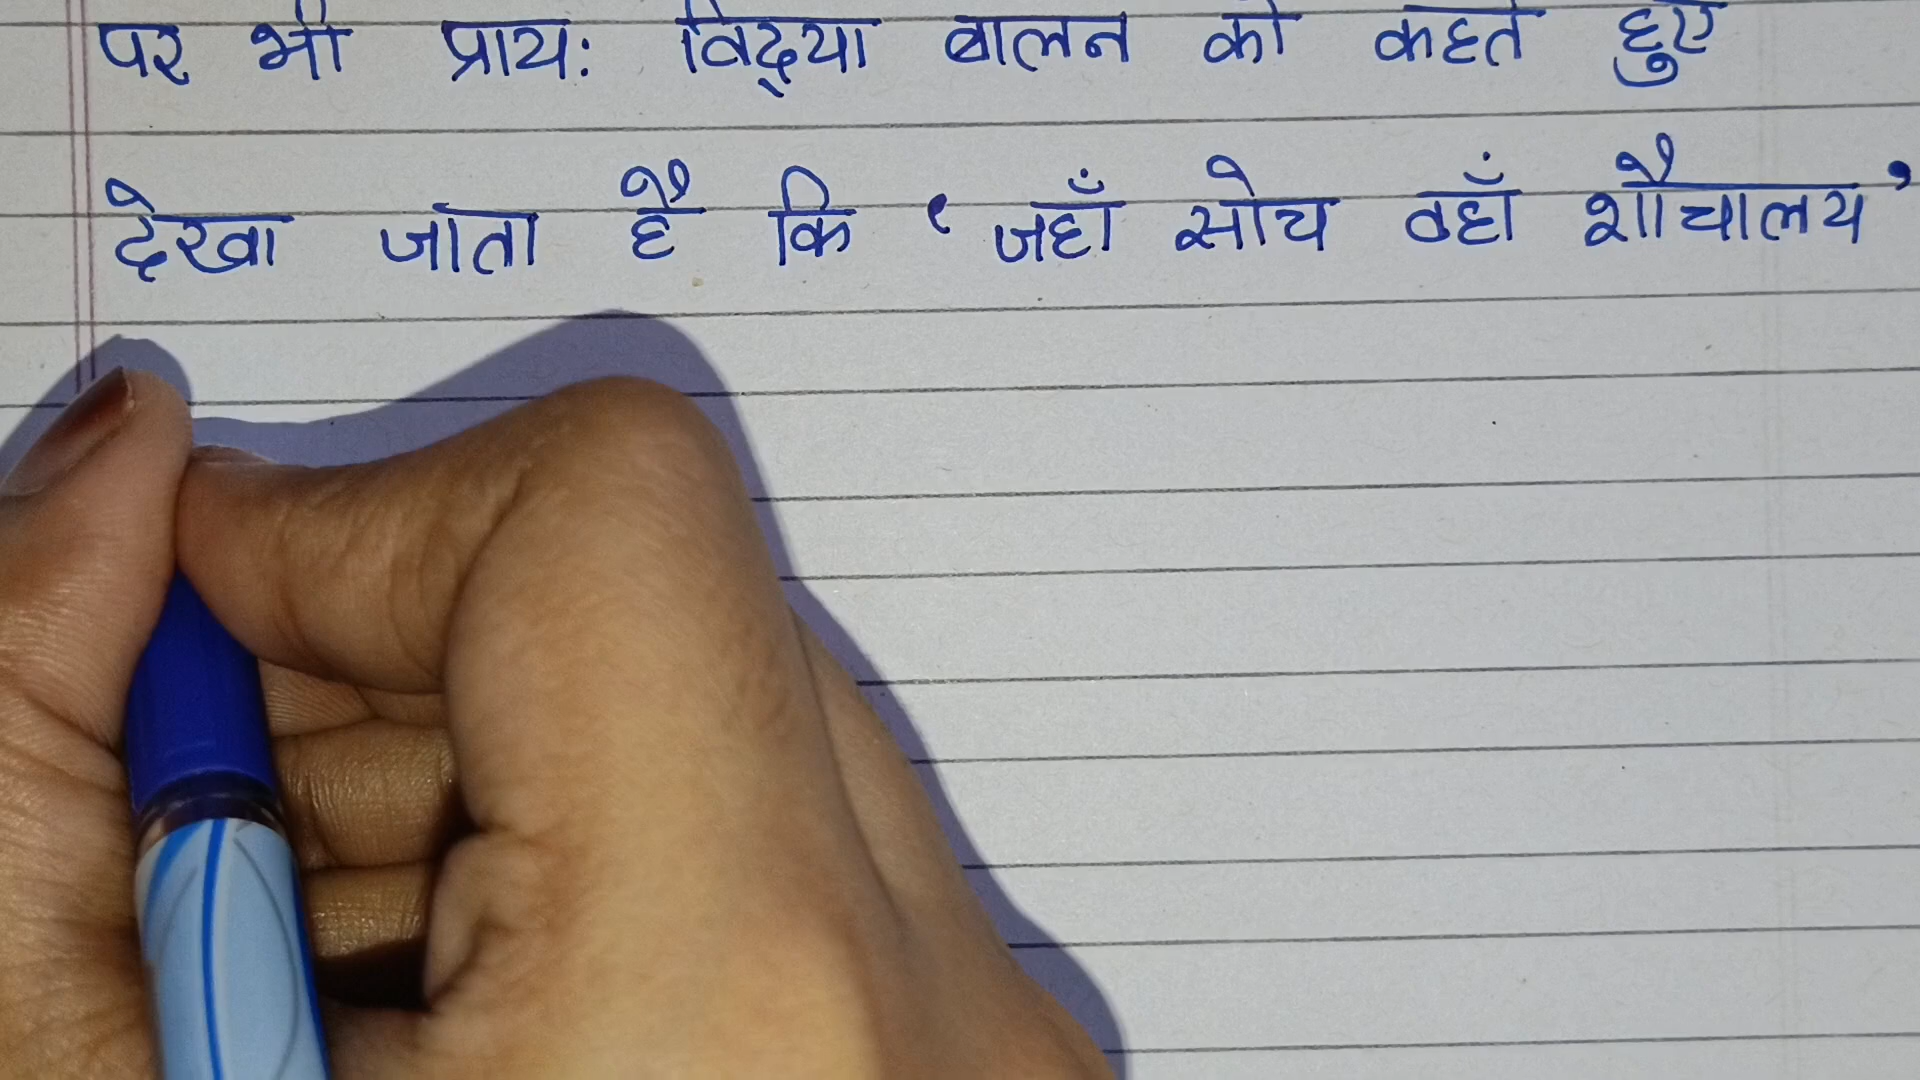 पर भी प्राय: विद्या बालन को कहते हुए
देखा जाता है कि ‘ जहाँ सोच वहाँ शौचालय ’